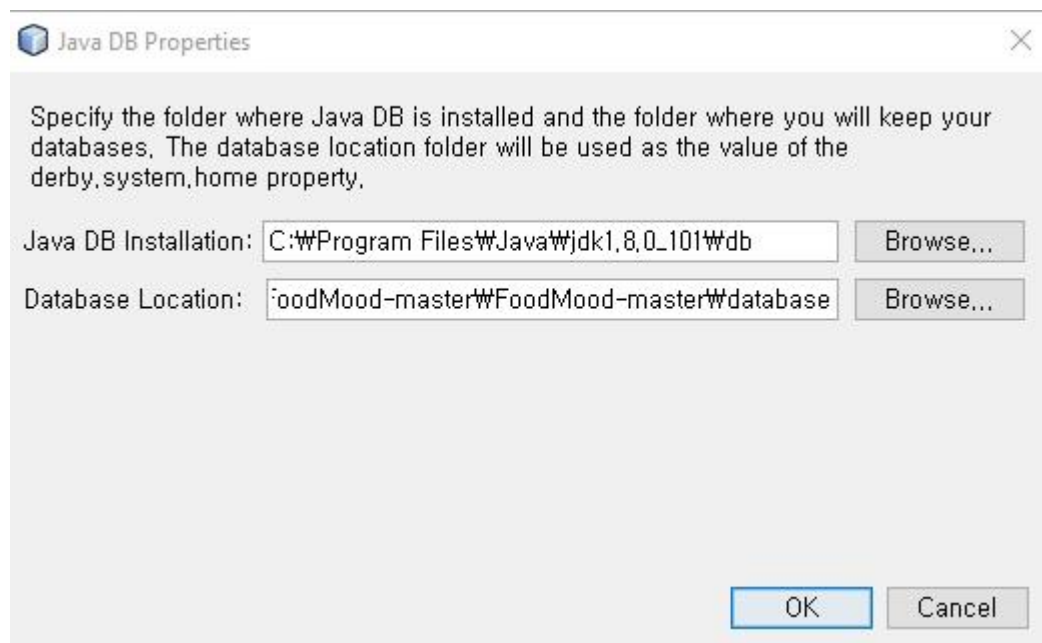 Java DB Properties
Specify the folder where Java DB is installed and the folder where you will keep your
databases, The database location folder will be used as the value of the
derby,system,home property,
Java DB Installation: C:₩Program Files₩Java₩jdk1,8,0_101₩db Browse,,,
Database Location: FoodMood-master₩FoodMood-master₩database Browse,,,
OK Cancel